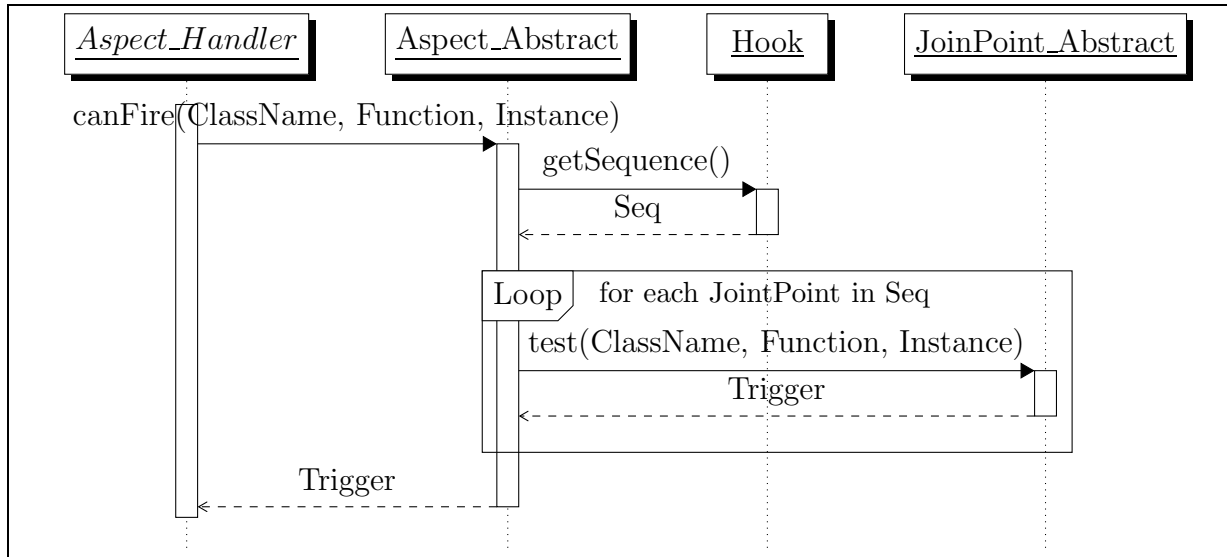 Aspect_Handler
Aspect_Abstract
Hook
JoinPoint_Abstract
canFire(ClassName, Function, Instance)
getSequence()
Seq
Loop
for each JointPoint in Seq
test(ClassName, Function, Instance)
Trigger
Trigger